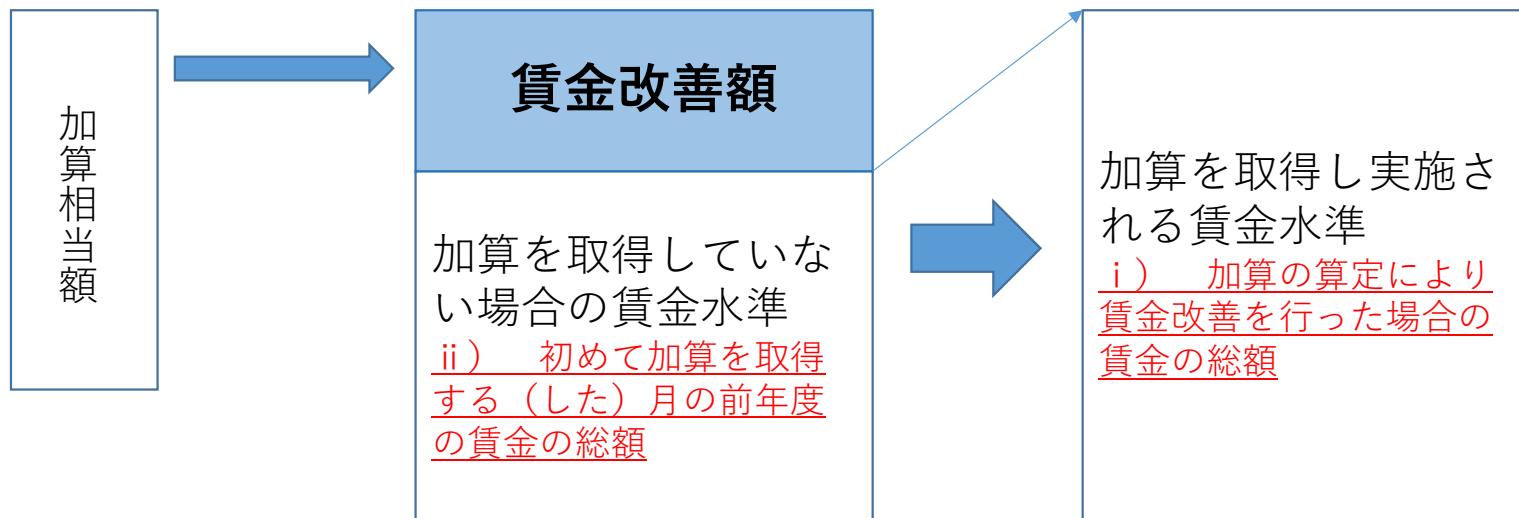 加算相当額
賃金改善額
加算を取得していな
い場合の賃金水準
ⅱ）　初めて加算を取得
する（した）月の前年度
の賃金の総額
加算を取得し実施さ
れる賃金水準
ⅰ）　加算の算定により
賃金改善を行った場合の
賃金の総額